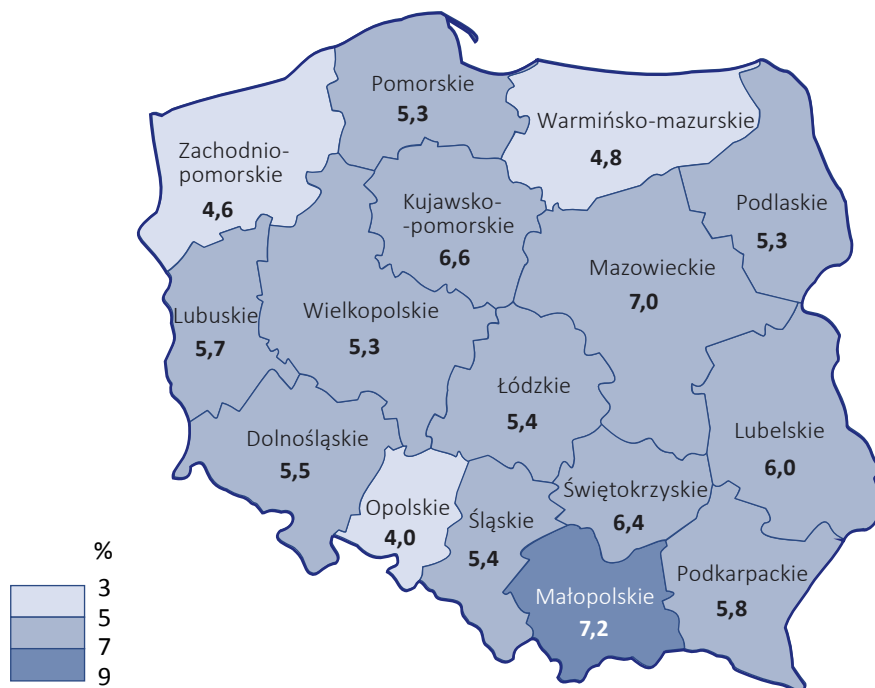 Pomorskie
5,3
Warmińsko-mazurskie
4,8
Zachodnio-
pomorskie
4,6
Kujawsko-
-pomorskie
6,6
Podlaskie
5,3
Mazowieckie
7,0
Lubuskie
5,7
Wielkopolskie
5,3
Łódzkie
5,4
Lubelskie
6,0
Dolnośląskie
5,5
Opolskie
4,0
Śląskie
5,4
Świętokrzyskie
6,4
Małopolskie
7,2
Podkarpackie
5,8
%
3
5
7
9